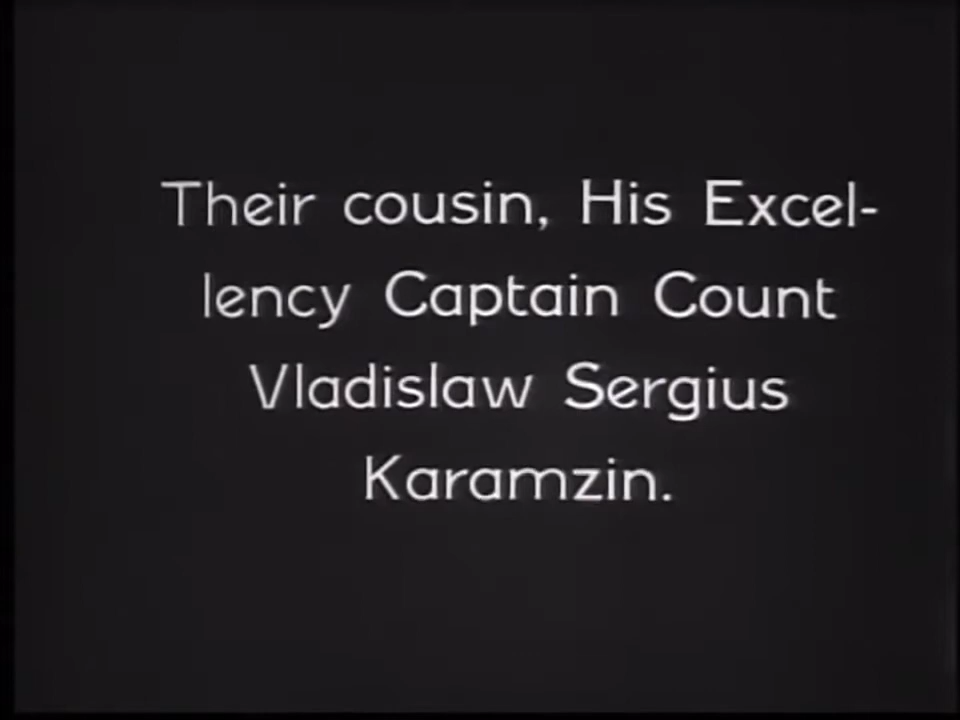 Their cousin, His Excel-
lency Captain Count
Vladislaw Sergius
Karamzin.